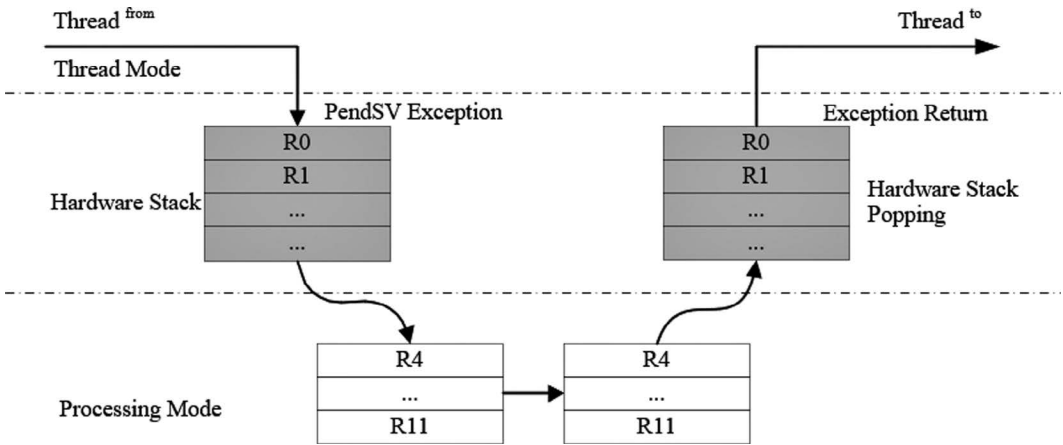 Thread from
Thread to
Thread Mode
PendSV Exception
Exception Return
R0
R0
R1
R1
Hardware Stack
Hardware Stack
Popping
...
...
...
...
R4
R4
...
...
Processing Mode
R11
R11